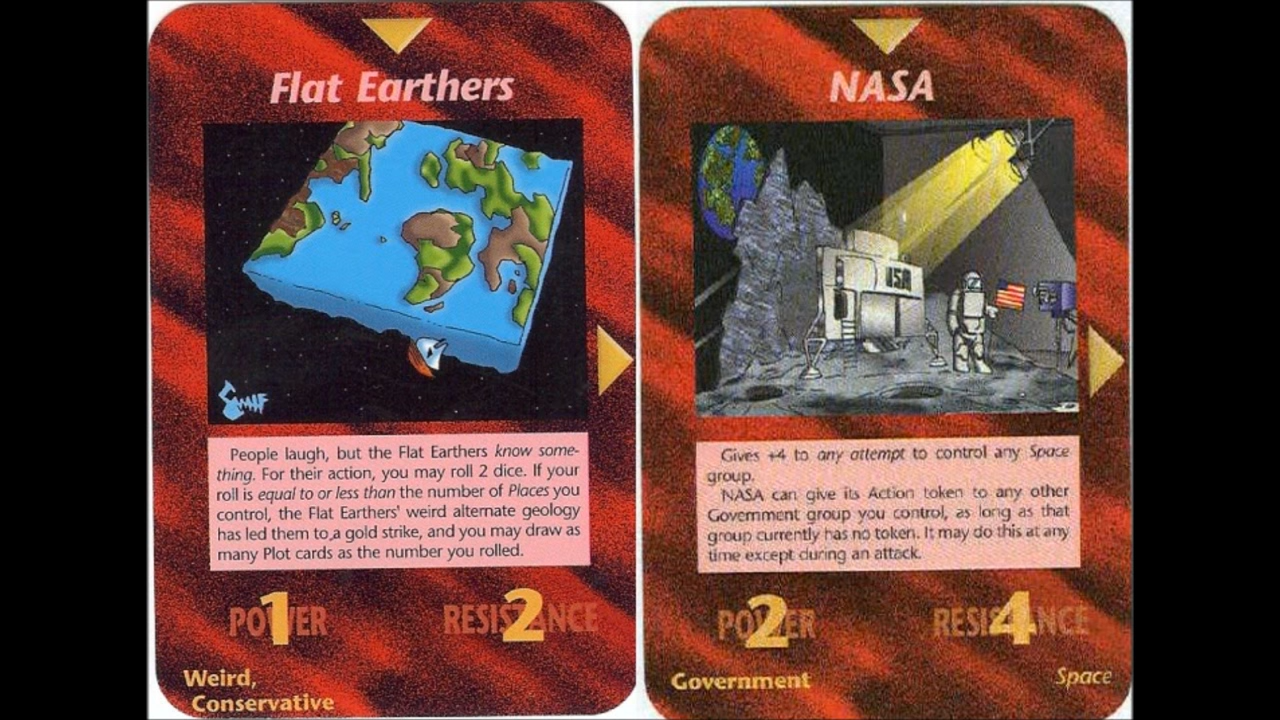 Flat Earthers
People laugh, but the Flat Earthers know some-
thing. For their action, you may roll 2 dice. If your
roll is equal to or less than the number of Places you
control, the Flat Earthers' weird alternate geology
has led them to a gold strike, and you may draw as
many Plot cards as the number you rolled.
POWER 1
RESISTANCE 2
Weird,
Conservative
NASA
USA
Gives +4 to any attempt to control any Space
group.
NASA can give its Action token to any other
Government group you control, as long as that
group currently has no token. It may do this at any
time except during an attack.
POWER 2
RESISTANCE 4
Government
Space